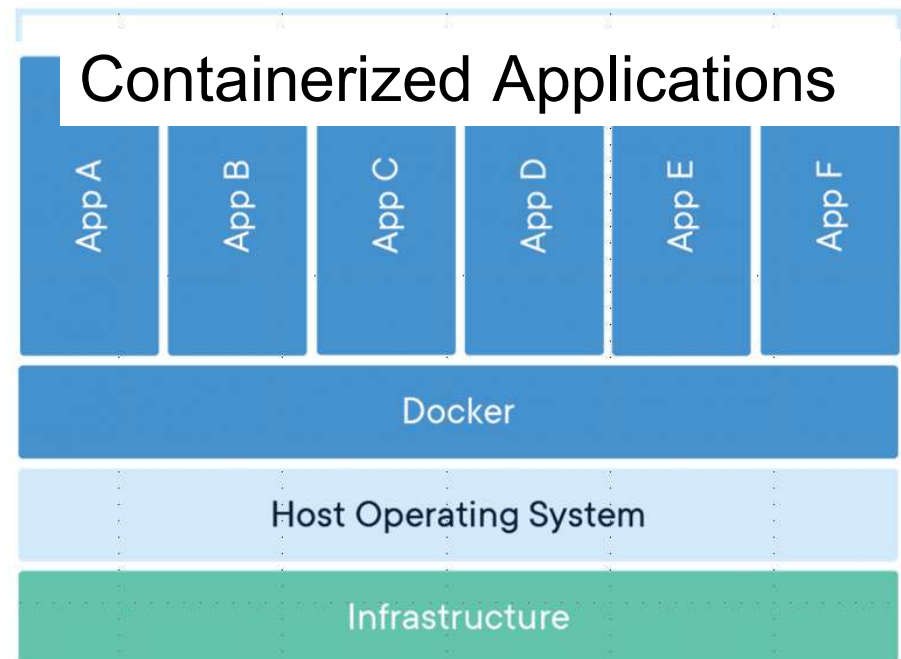 Containerized Applications
App A
App B
App C
App D
App E
App F
Docker
Host Operating System
Infrastructure